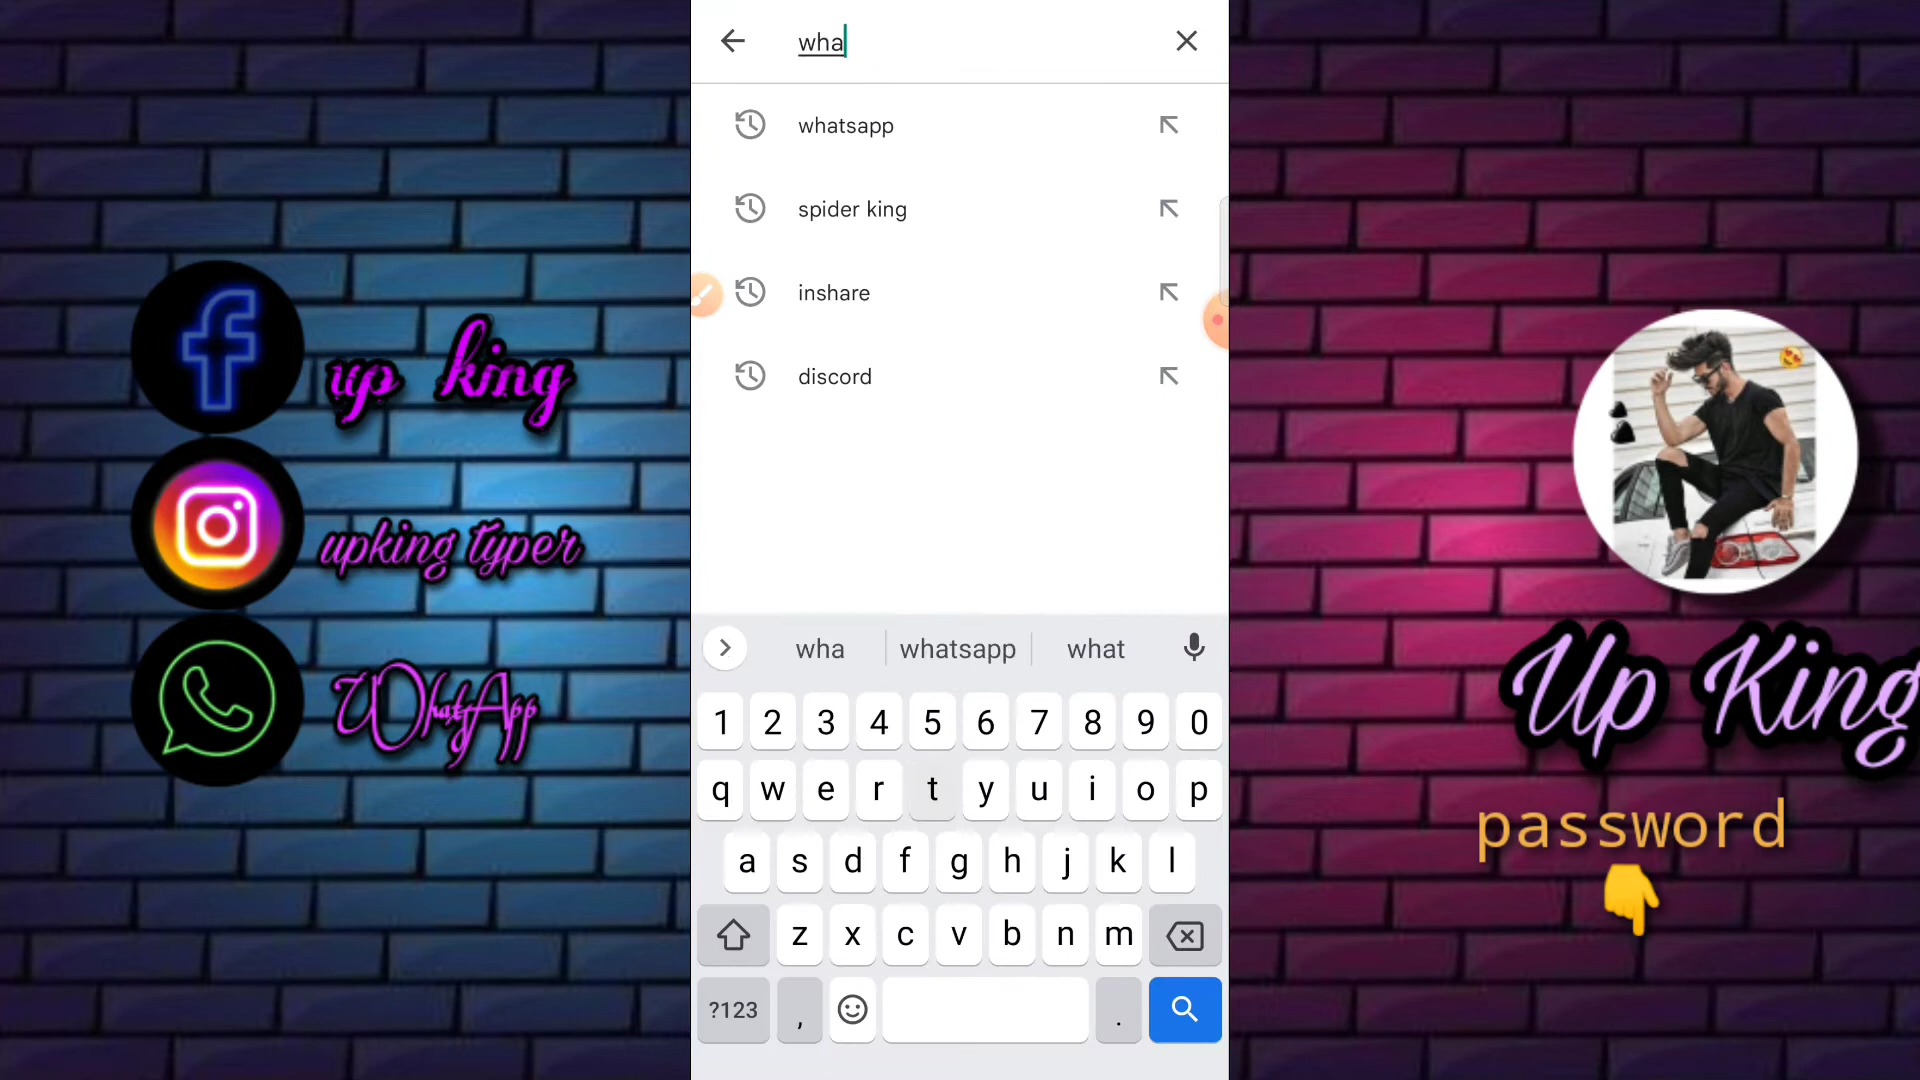 up king
upking typer
WhatsApp
wha
whatsapp
spider king
inshare
discord
wha whatsapp what
1 2 3 4 5 6 7 8 9 0
q w e r t y u i o p
a s d f g h j k l
z x c v b n m
?123 , .
Up King
password